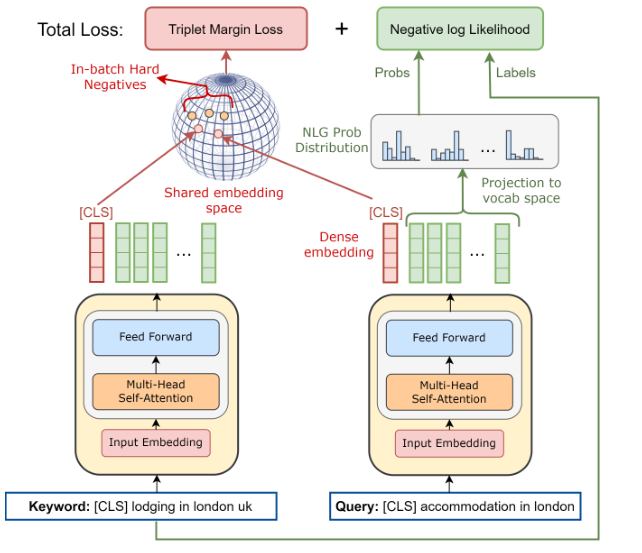 Total Loss:
Triplet Margin Loss
+
Negative log Likelihood
In-batch Hard
Negatives
Probs
Labels
NLG Prob
Distribution
...
Shared embedding
space
Projection to
vocab space
[CLS]
[CLS]
Dense
embedding
...
...
Feed Forward
Feed Forward
Multi-Head
Self-Attention
Multi-Head
Self-Attention
Input Embedding
Input Embedding
Keyword: [CLS] lodging in london uk
Query: [CLS] accommodation in london